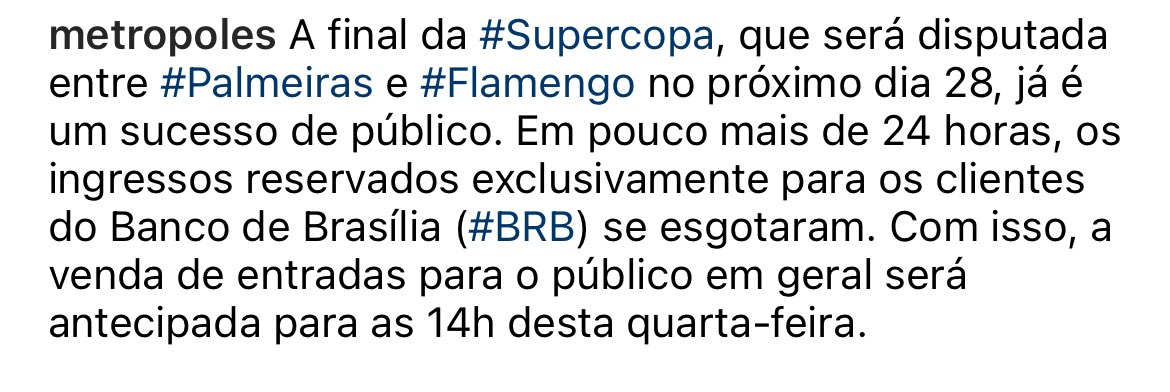 metropoles A final da #Supercopa, que será disputada
entre #Palmeiras e #Flamengo no próximo dia 28, já é
um sucesso de público. Em pouco mais de 24 horas, os
ingressos reservados exclusivamente para os clientes
do Banco de Brasília (#BRB) se esgotaram. Com isso, a
venda de entradas para o público em geral será
antecipada para as 14h desta quarta-feira.